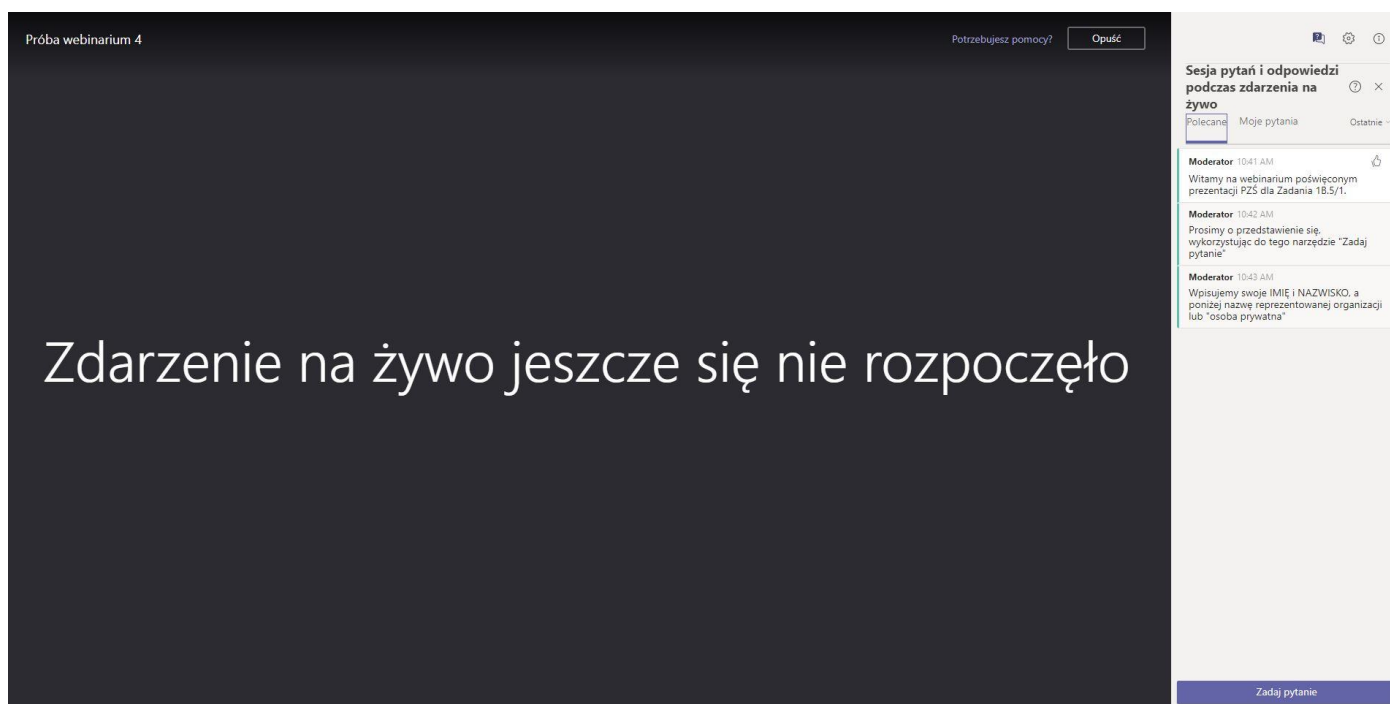 Próba webinarium 4
Potrzebujesz pomocy?
Opuść
Zdarzenie na żywo jeszcze się nie rozpoczęło
Sesja pytań i odpowiedzi
podczas zdarzenia na
żywo
Polecane
Moje pytania
Ostatnie
Moderator 10:41 AM
Witamy na webinarium poświęconym
prezentacji PZŚ dla Zadania 1B.5/1.
Moderator 10:42 AM
Prosimy o przedstawienie się,
wykorzystując do tego narzędzie "Zadaj
pytanie"
Moderator 10:43 AM
Wpisujemy swoje IMIĘ i NAZWISKO, a
poniżej nazwę reprezentowanej organizacji
lub "osoba prywatna"
Zadaj pytanie